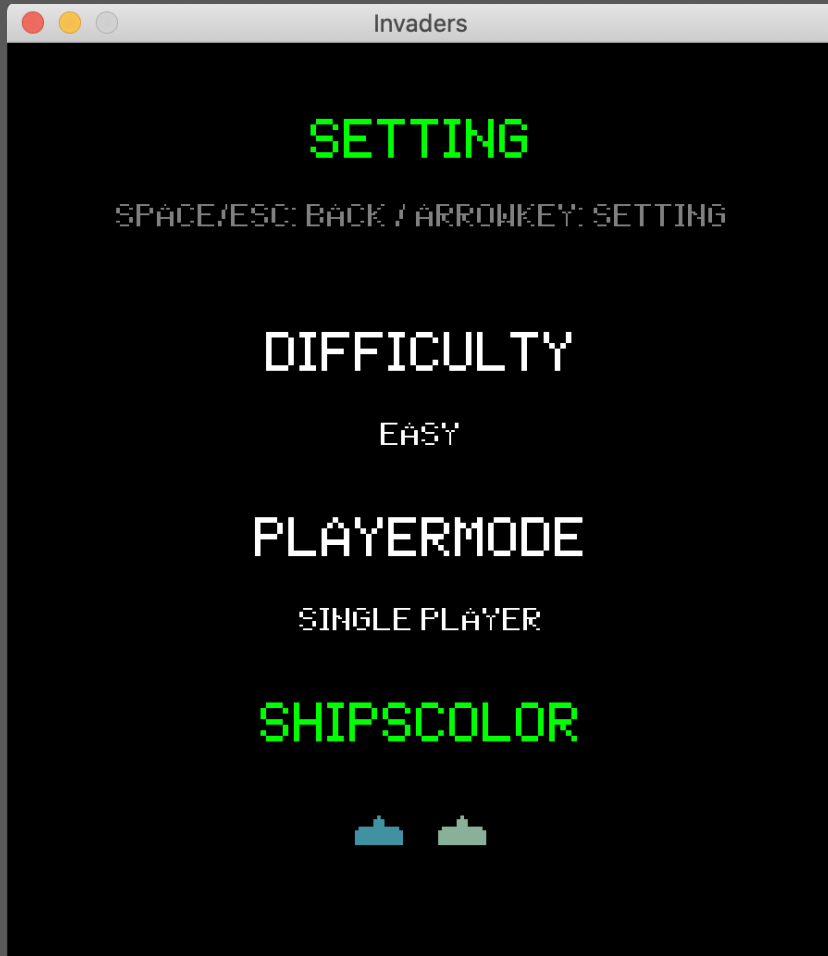 Invaders
SETTING
SPACE/ESC: BACK / ARROWKEY: SETTING
DIFFICULTY
EASY
PLAYERMODE
SINGLE PLAYER
SHIPSCOLOR